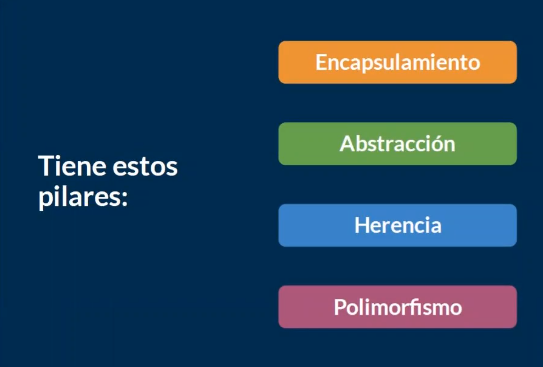 Tiene estos
pilares:
Encapsulamiento
Abstracción
Herencia
Polimorfismo